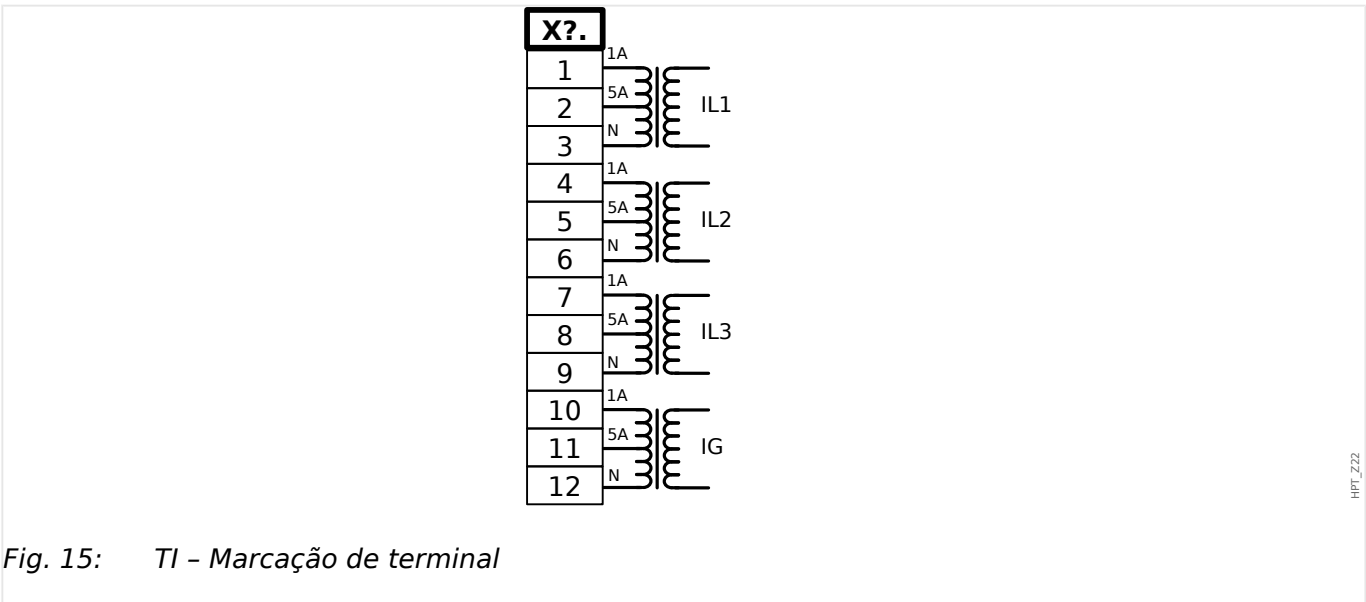 X?.
1A
1
5A
2
IL1
N
3
1A
4
5A
5
IL2
N
6
1A
7
5A
8
IL3
N
9
1A
10
5A
11
IG
N
12
HPT_Z22
Fig. 15: TI – Marcação de terminal